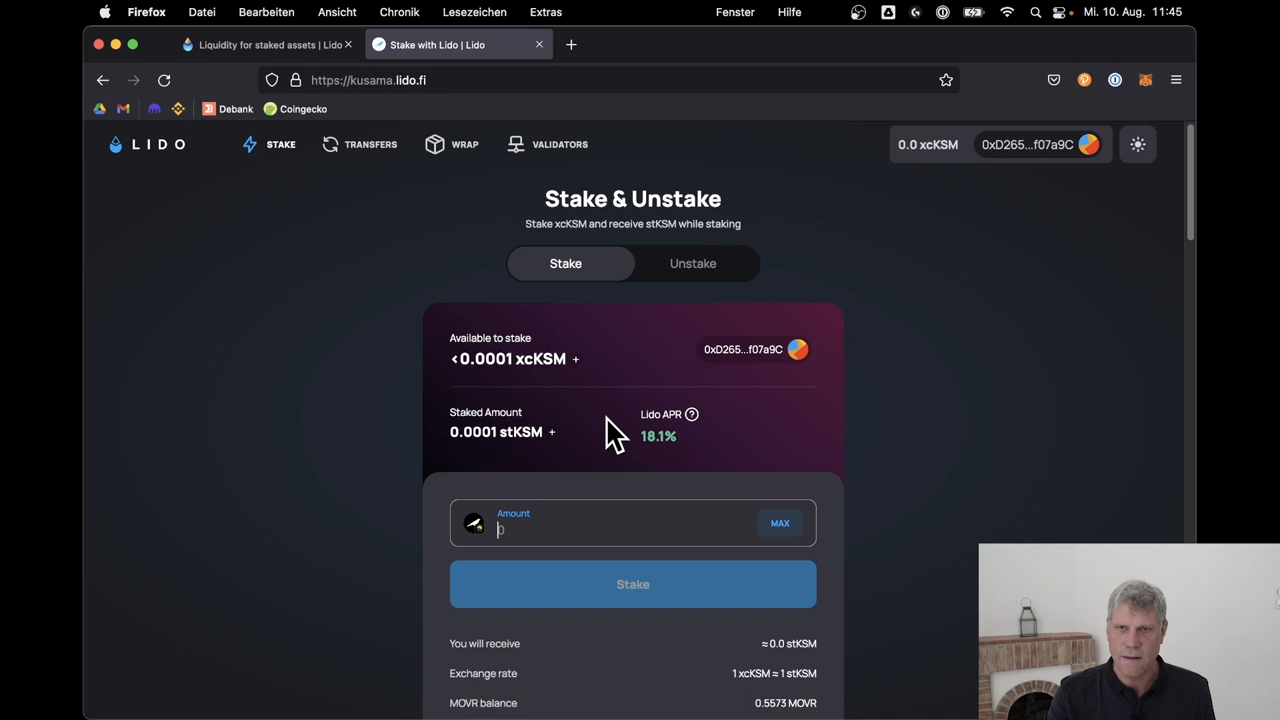 Firefox Datei Bearbeiten Ansicht Chronik Lesezeichen Extras Fenster Hilfe Mi. 10. Aug. 11:45
Liquidity for staked assets | Lido Stake with Lido | Lido
https://kusama.lido.fi
Debank Coingecko
LIDO STAKE TRANSFERS WRAP VALIDATORS 0.0 xcKSM 0xD265...f07a9C
Stake & Unstake
Stake xcKSM and receive stKSM while staking
Stake Unstake
Available to stake
<0.0001 xcKSM + 0xD265...f07a9C
Staked Amount Lido APR ?
0.0001 stKSM + 18.1%
Amount
0 MAX
Stake
You will receive ≈ 0.0 stKSM
Exchange rate 1 xcKSM ≈ 1 stKSM
MOVR balance 0.5573 MOVR